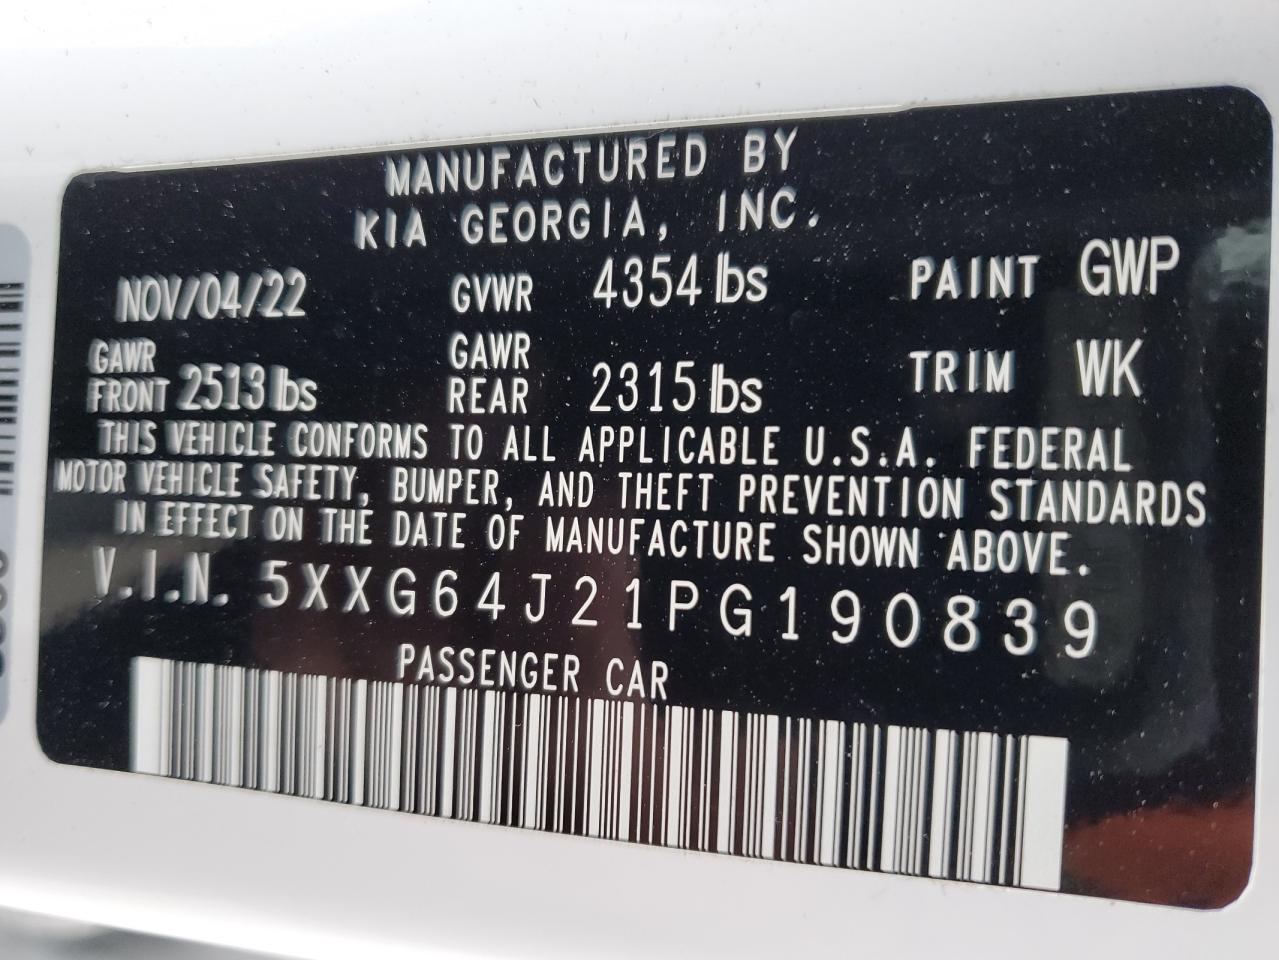 MANUFACTURED BY
KIA GEORGIA, INC.
NOV/04/22 GVWR 4354 lbs PAINT GWP
GAWR FRONT 2513 lbs GAWR REAR 2315 lbs TRIM WK
THIS VEHICLE CONFORMS TO ALL APPLICABLE U.S.A. FEDERAL
MOTOR VEHICLE SAFETY, BUMPER, AND THEFT PREVENTION STANDARDS
IN EFFECT ON THE DATE OF MANUFACTURE SHOWN ABOVE.
V.I.N. 5XXG64J21PG190839
PASSENGER CAR